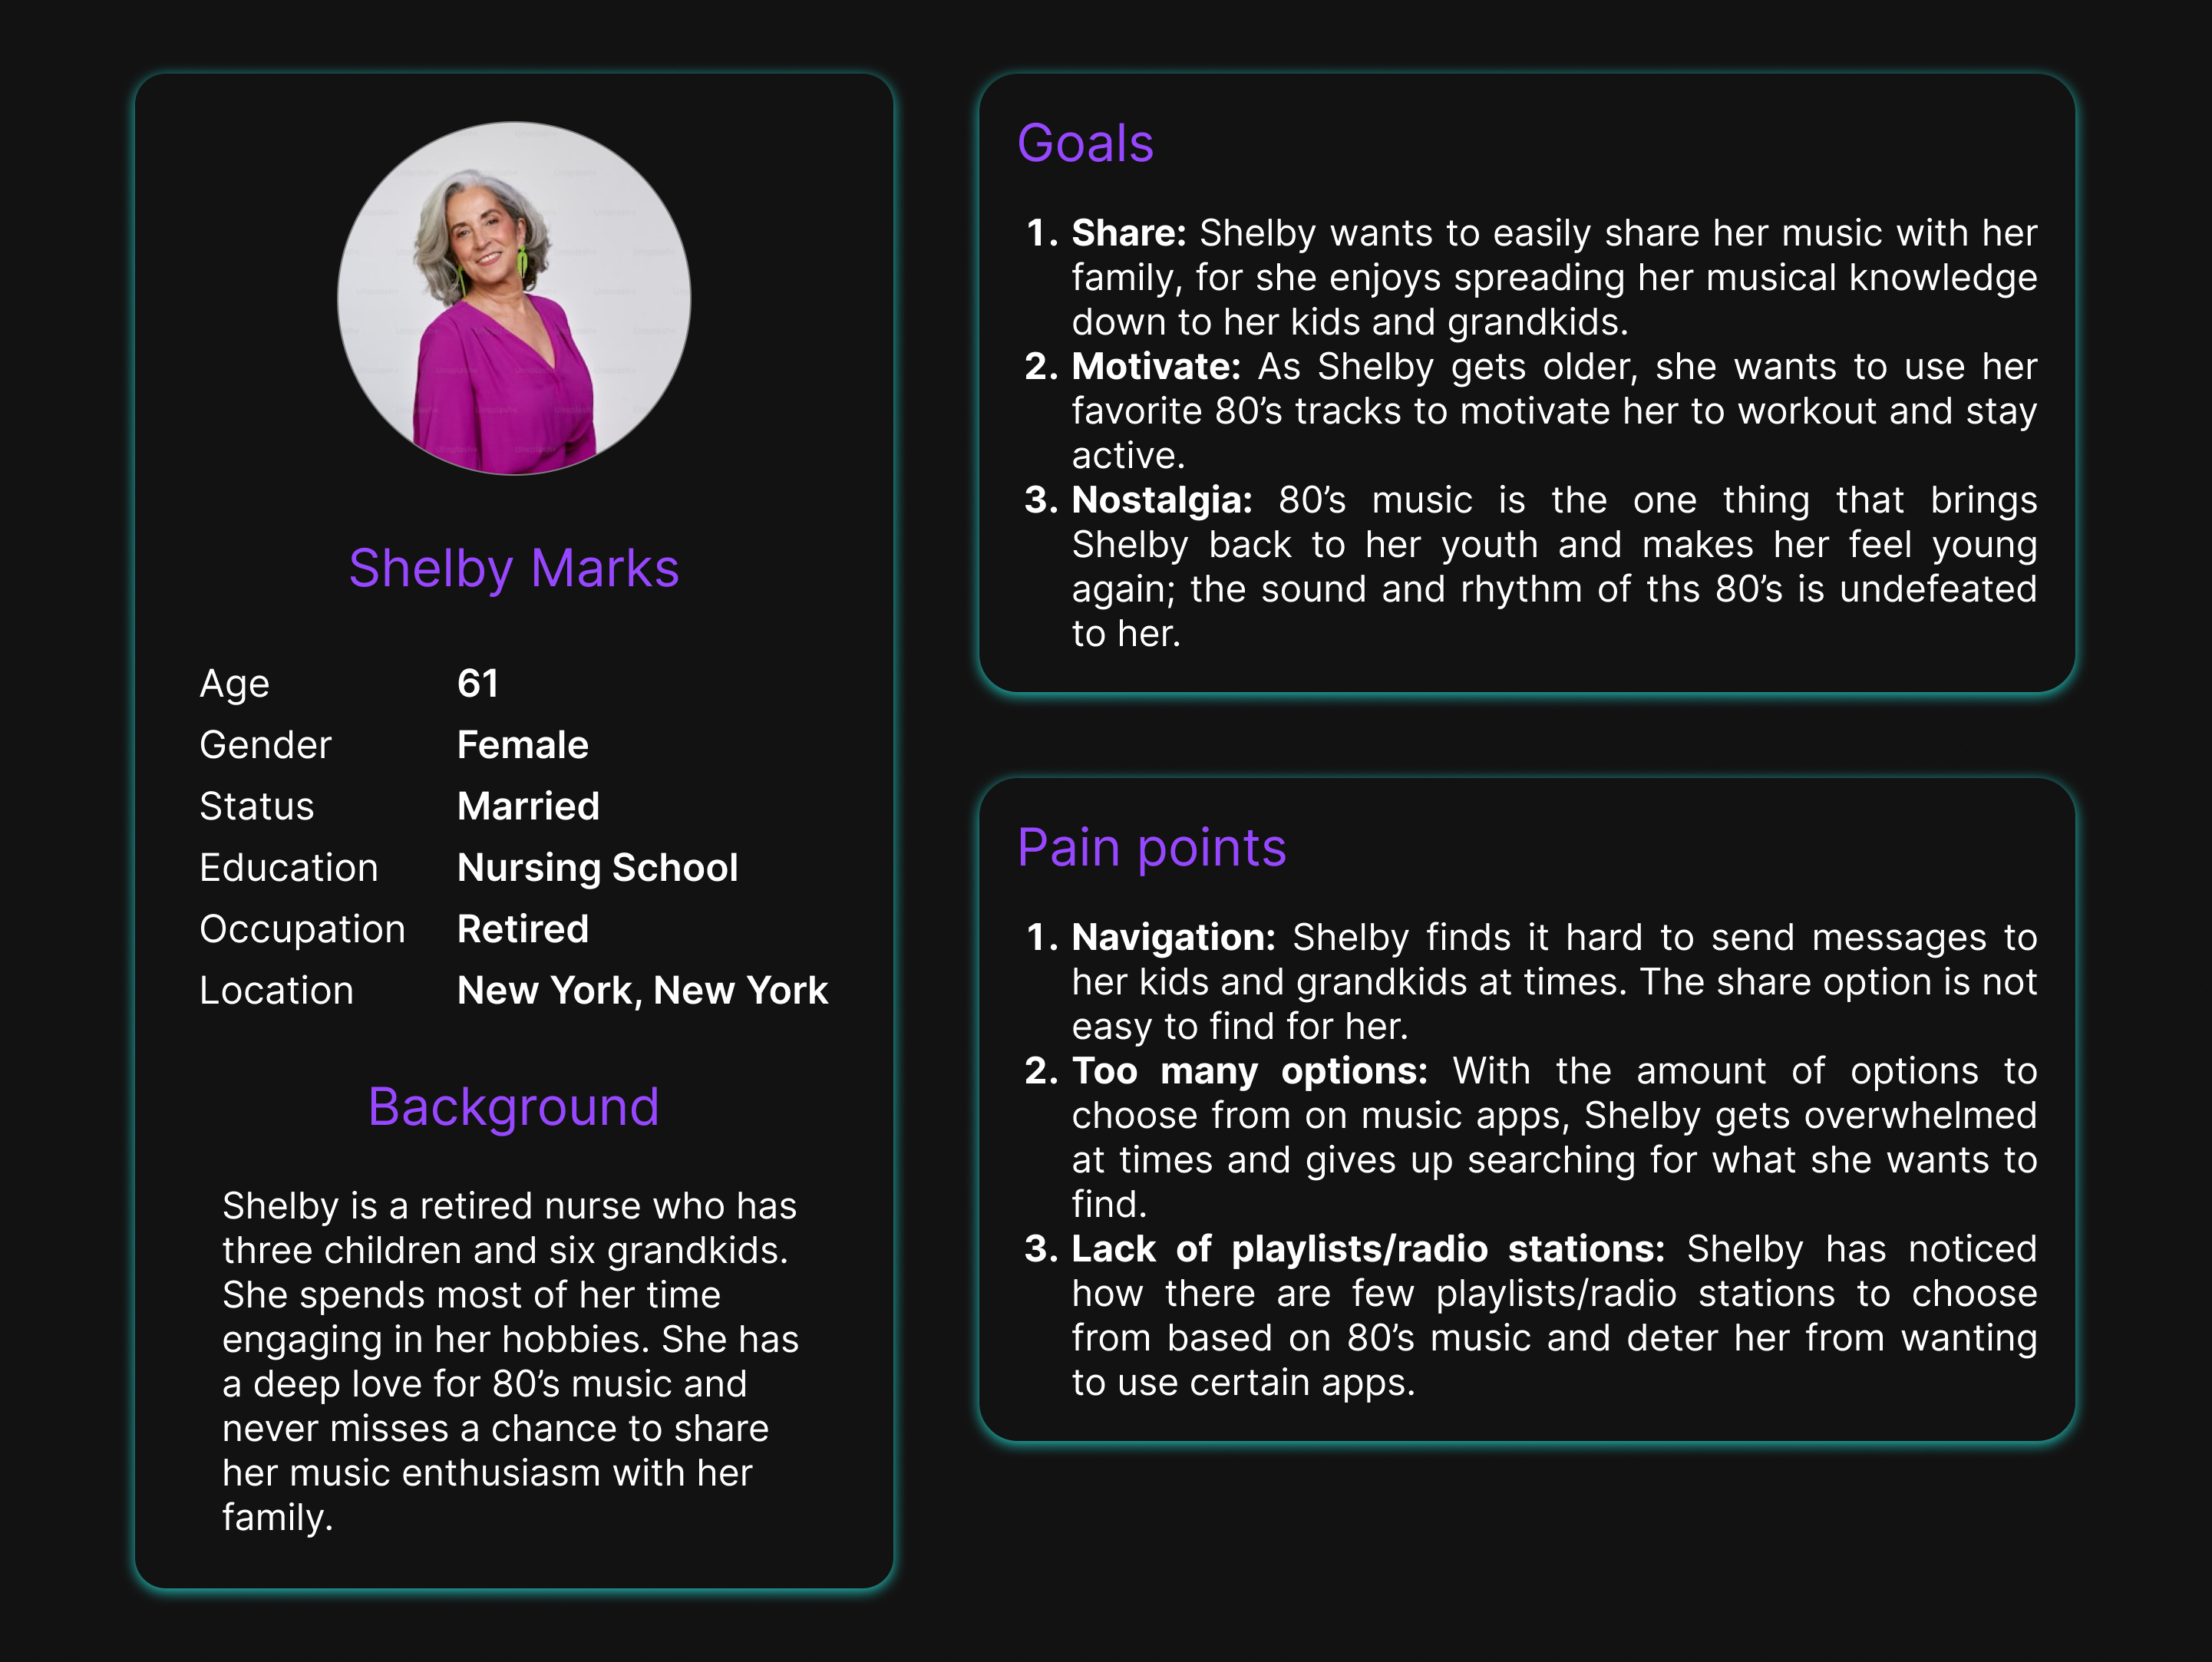 Shelby Marks
Age 61
Gender Female
Status Married
Education Nursing School
Occupation Retired
Location New York, New York
Background
Shelby is a retired nurse who has
three children and six grandkids.
She spends most of her time
engaging in her hobbies. She has
a deep love for 80’s music and
never misses a chance to share
her music enthusiasm with her
family.
Goals
1. Share: Shelby wants to easily share her music with her
family, for she enjoys spreading her musical knowledge
down to her kids and grandkids.
2. Motivate: As Shelby gets older, she wants to use her
favorite 80’s tracks to motivate her to workout and stay
active.
3. Nostalgia: 80’s music is the one thing that brings
Shelby back to her youth and makes her feel young
again; the sound and rhythm of ths 80’s is undefeated
to her.
Pain points
1. Navigation: Shelby finds it hard to send messages to
her kids and grandkids at times. The share option is not
easy to find for her.
2. Too many options: With the amount of options to
choose from on music apps, Shelby gets overwhelmed
at times and gives up searching for what she wants to
find.
3. Lack of playlists/radio stations: Shelby has noticed
how there are few playlists/radio stations to choose
from based on 80’s music and deter her from wanting
to use certain apps.